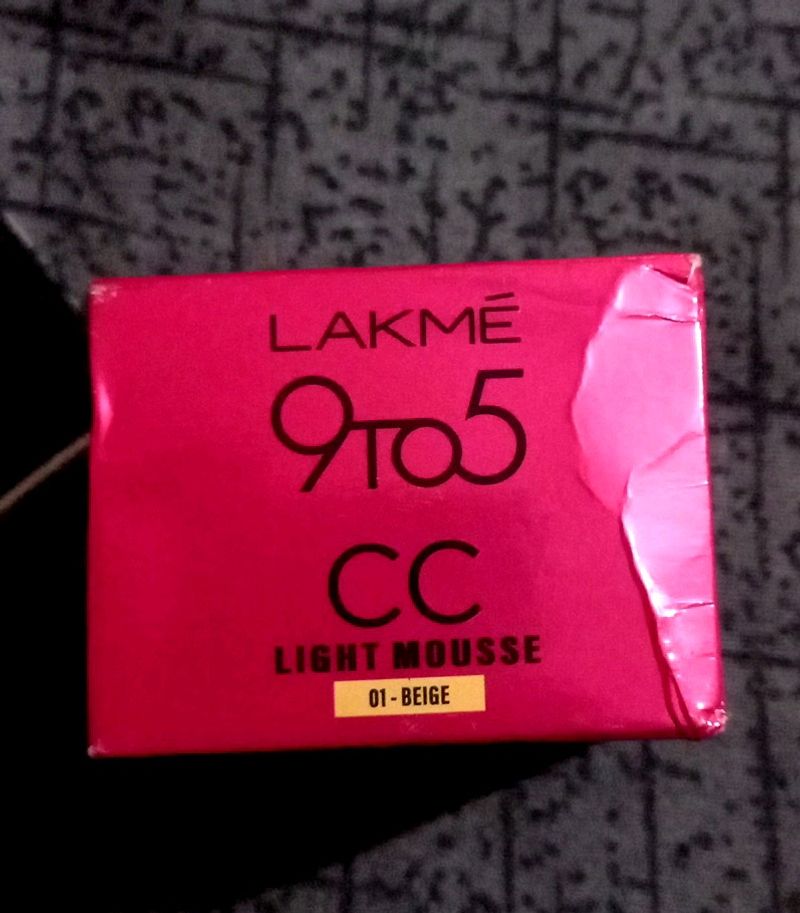 LAKMÉ
9TO5
CC
LIGHT MOUSSE
01 - BEIGE